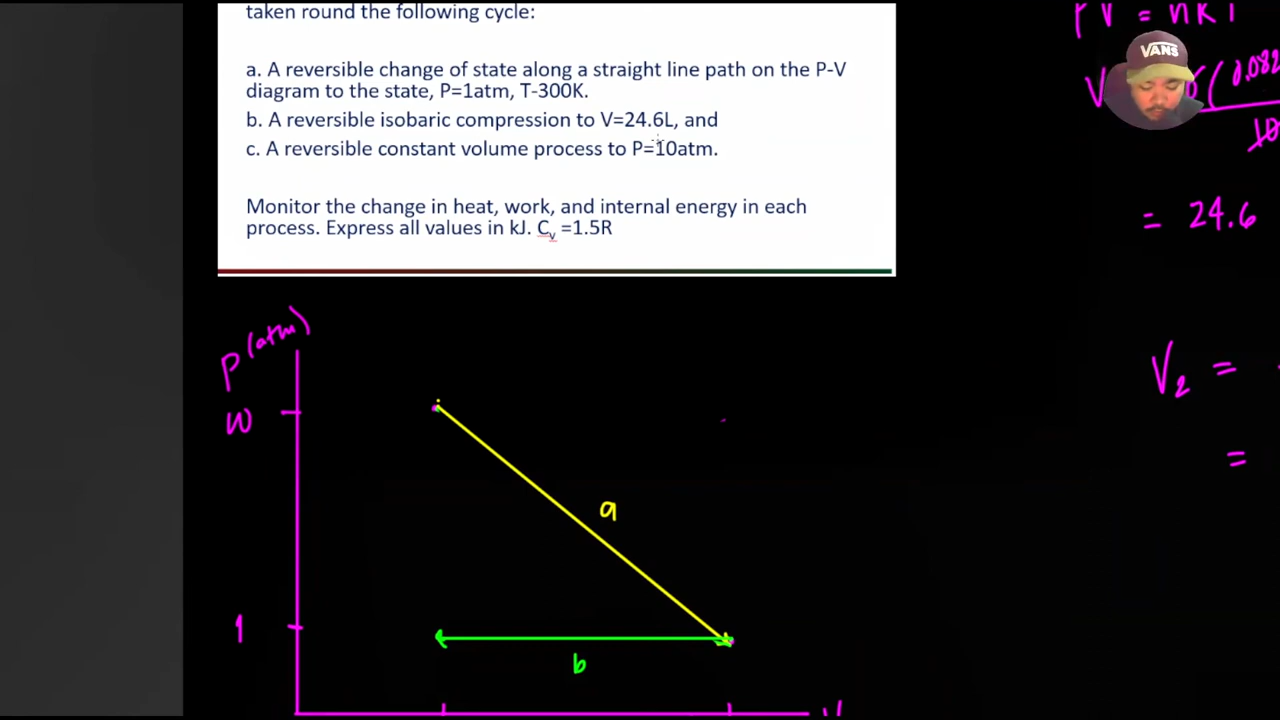 taken round the following cycle:
a. A reversible change of state along a straight line path on the P-V
diagram to the state, P=1atm, T-300K.
b. A reversible isobaric compression to V=24.6L, and
c. A reversible constant volume process to P=10atm.
Monitor the change in heat, work, and internal energy in each
process. Express all values in kJ. Cᵥ =1.5R
PV = nRT
VANS
V
(0.082
10
= 24.6
P (atm)
10
V₂ =
=
a
1
b